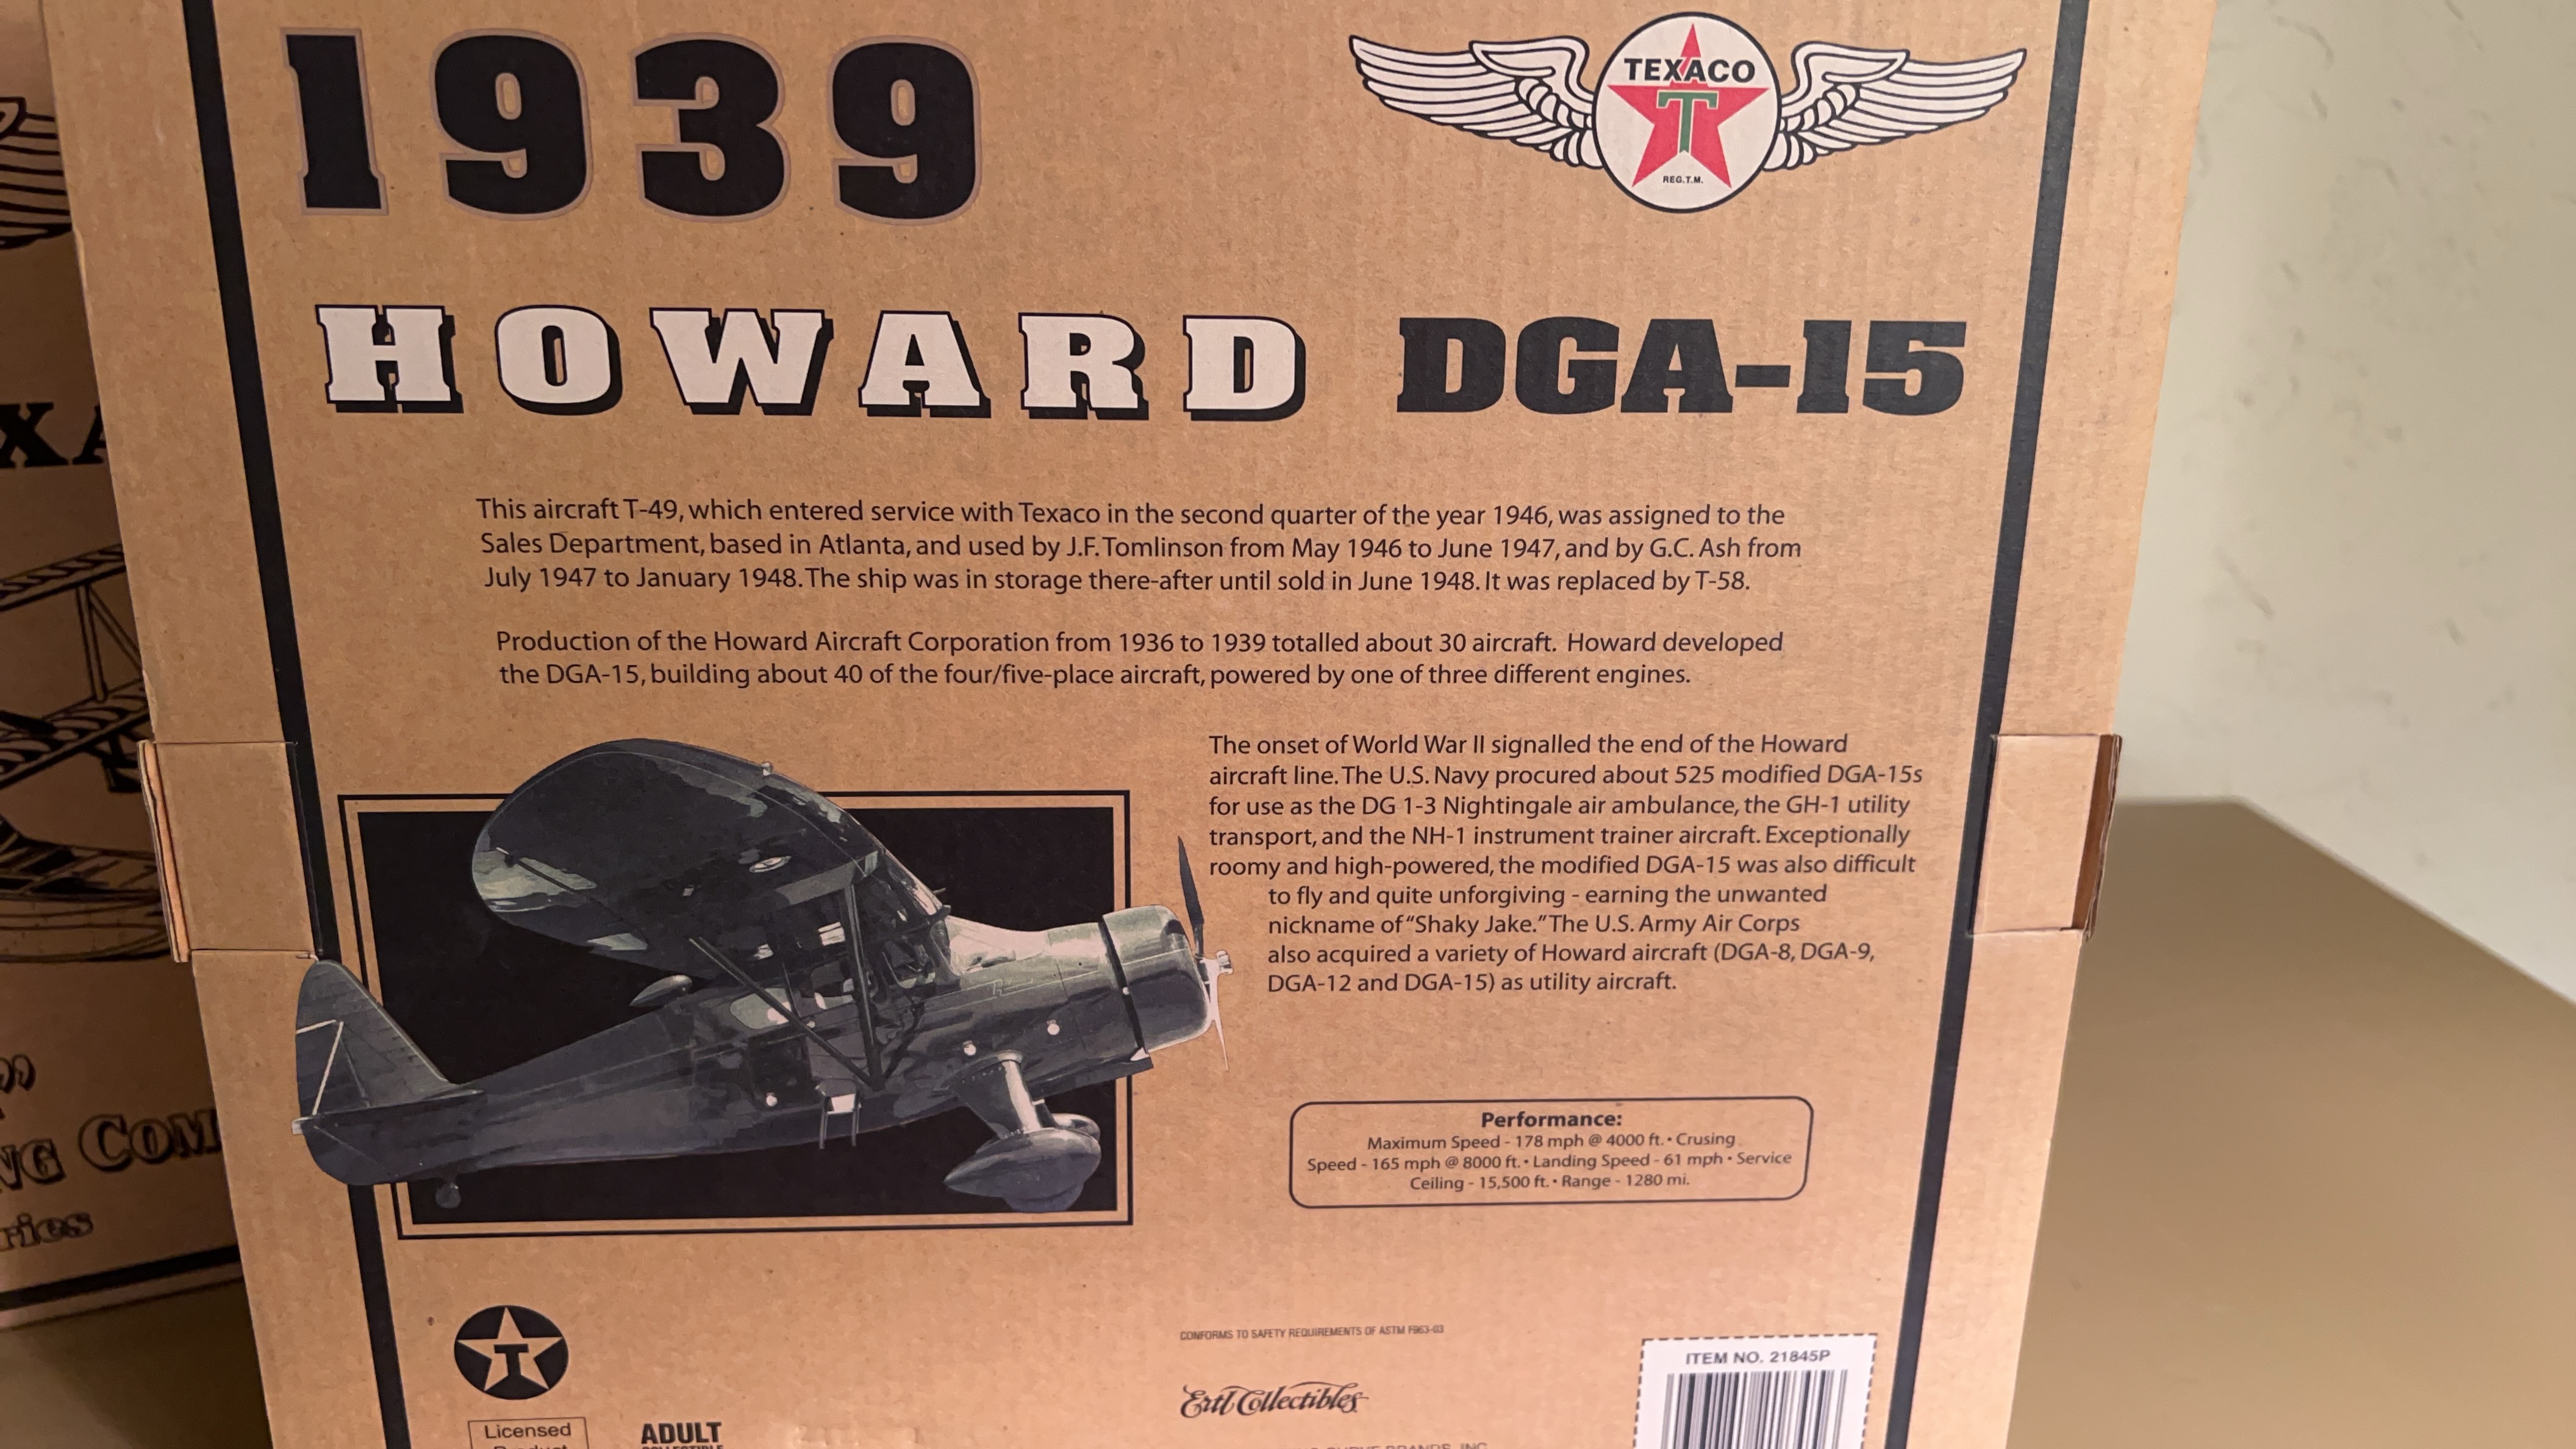 1939
TEXACO
T
REG.T.M.
HOWARD DGA-15
This aircraft T-49, which entered service with Texaco in the second quarter of the year 1946, was assigned to the
Sales Department, based in Atlanta, and used by J.F. Tomlinson from May 1946 to June 1947, and by G.C. Ash from
July 1947 to January 1948. The ship was in storage there-after until sold in June 1948. It was replaced by T-58.
Production of the Howard Aircraft Corporation from 1936 to 1939 totalled about 30 aircraft. Howard developed
the DGA-15, building about 40 of the four/five-place aircraft, powered by one of three different engines.
The onset of World War II signalled the end of the Howard
aircraft line. The U.S. Navy procured about 525 modified DGA-15s
for use as the DG 1-3 Nightingale air ambulance, the GH-1 utility
transport, and the NH-1 instrument trainer aircraft. Exceptionally
roomy and high-powered, the modified DGA-15 was also difficult
to fly and quite unforgiving - earning the unwanted
nickname of "Shaky Jake." The U.S. Army Air Corps
also acquired a variety of Howard aircraft (DGA-8, DGA-9,
DGA-12 and DGA-15) as utility aircraft.
Performance:
Maximum Speed - 178 mph @ 4000 ft. • Crusing
Speed - 165 mph @ 8000 ft. • Landing Speed - 61 mph • Service
Ceiling - 15,500 ft. • Range - 1280 mi.
T
CONFORMS TO SAFETY REQUIREMENTS OF ASTM F963-03
ITEM NO. 21845P
Ertl Collectibles
Licensed
ADULT